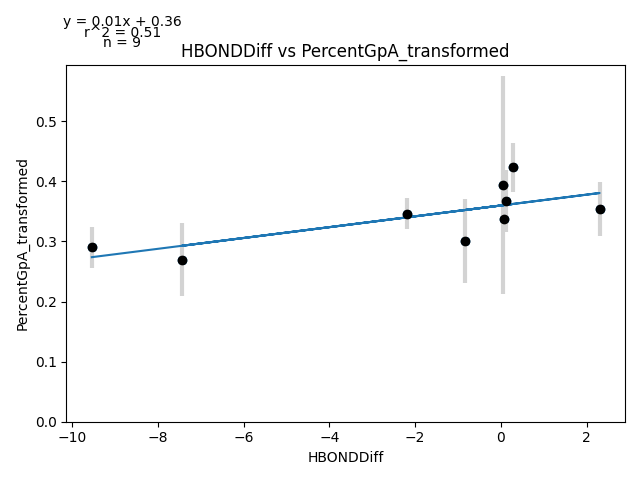 y = 0.01x + 0.36
r^2 = 0.51
n = 9
HBONDDiff vs PercentGpA_transformed
PercentGpA_transformed
0.5
0.4
0.3
0.2
0.1
0.0
−10
−8
−6
−4
−2
0
2
HBONDDiff